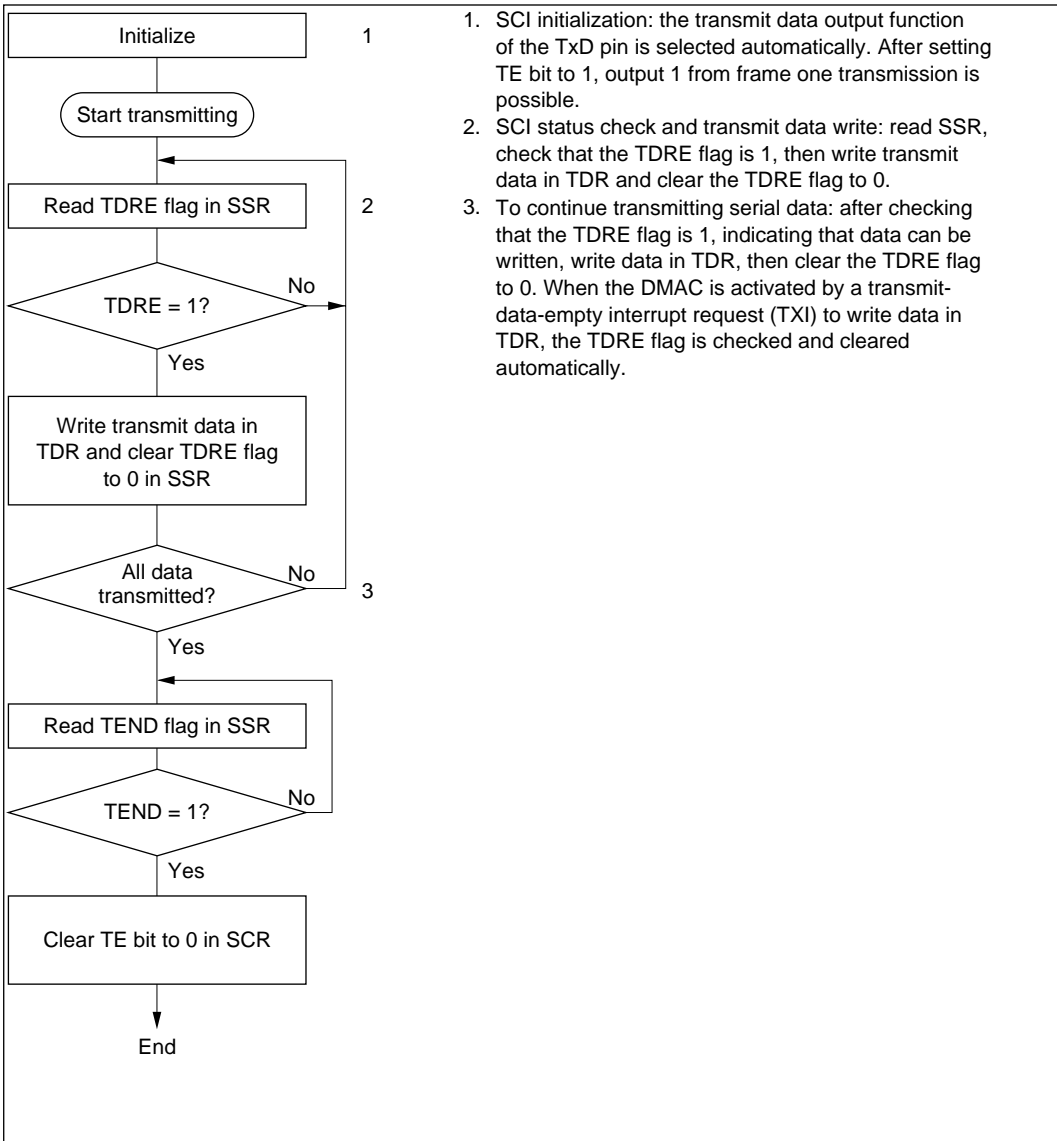 Initialize
1
Start transmitting
Read TDRE flag in SSR
2
TDRE = 1?
No
Yes
Write transmit data in
TDR and clear TDRE flag
to 0 in SSR
All data
transmitted?
No
3
Yes
Read TEND flag in SSR
TEND = 1?
No
Yes
Clear TE bit to 0 in SCR
End
1. SCI initialization: the transmit data output function
of the TxD pin is selected automatically. After setting
TE bit to 1, output 1 from frame one transmission is
possible.
2. SCI status check and transmit data write: read SSR,
check that the TDRE flag is 1, then write transmit
data in TDR and clear the TDRE flag to 0.
3. To continue transmitting serial data: after checking
that the TDRE flag is 1, indicating that data can be
written, write data in TDR, then clear the TDRE flag
to 0. When the DMAC is activated by a transmit-
data-empty interrupt request (TXI) to write data in
TDR, the TDRE flag is checked and cleared
automatically.